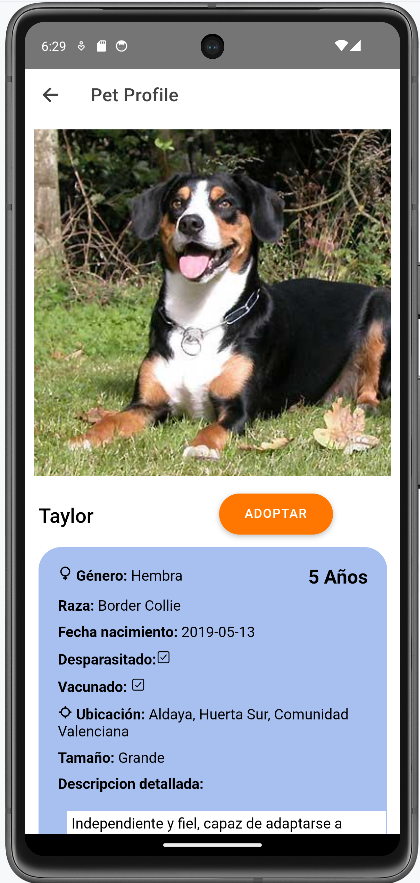 6:29
Pet Profile
Taylor
ADOPTAR
Género: Hembra
5 Años
Raza: Border Collie
Fecha nacimiento: 2019-05-13
Desparasitado:
Vacunado:
Ubicación: Aldaya, Huerta Sur, Comunidad
Valenciana
Tamaño: Grande
Descripcion detallada:
Independiente y fiel, capaz de adaptarse a